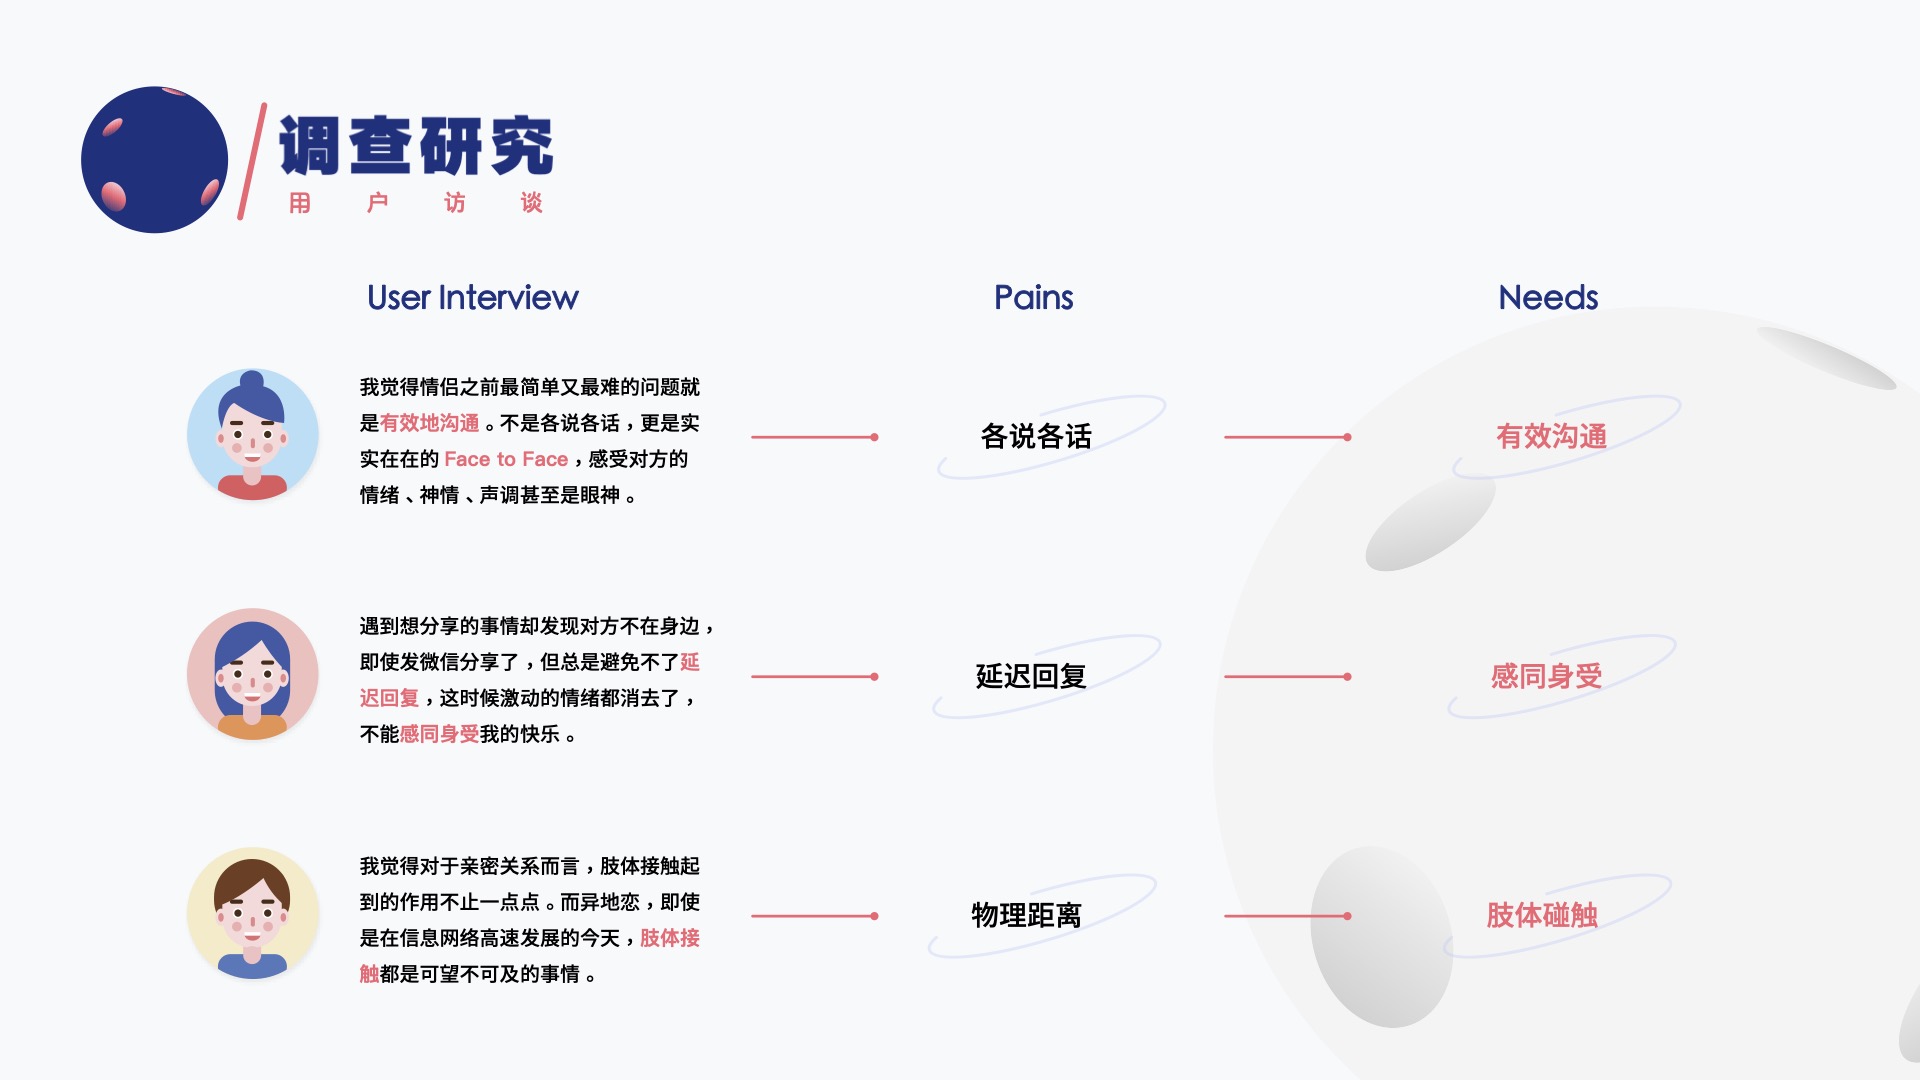 调查研究
用户访谈
User Interview
Pains
Needs
我觉得情侣之前最简单又最难的问题就
是有效地沟通。不是各说各话，更是实
实在在的 Face to Face，感受对方的
情绪、神情、声调甚至是眼神。
各说各话
有效沟通
遇到想分享的事情却发现对方不在身边，
即使发微信分享了，但总是避免不了延
迟回复，这时候激动的情绪都消去了，
不能感同身受我的快乐。
延迟回复
感同身受
我觉得对于亲密关系而言，肢体接触起
到的作用不止一点点。而异地恋，即使
是在信息网络高速发展的今天，肢体接
触都是可望不可及的事情。
物理距离
肢体碰触